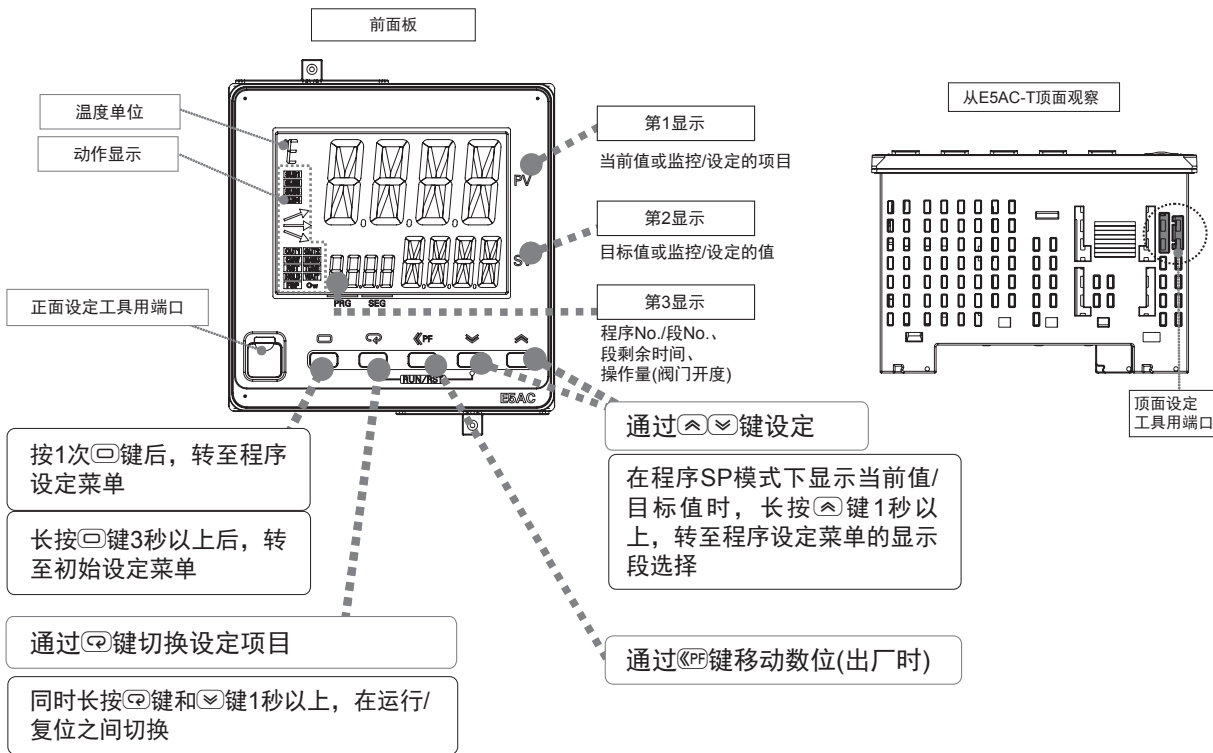 前面板
温度单位
动作显示
正面设定工具用端口
PV
PRG
SEG
PF
RUN/RST
E5AC
第1显示
当前值或监控/设定的项目
第2显示
目标值或监控/设定的值
第3显示
程序No./段No.、
段剩余时间、
操作量(阀门开度)
从E5AC-T顶面观察
顶面设定
工具用端口
按1次键后，转至程序
设定菜单
长按键3秒以上后，转
至初始设定菜单
通过键切换设定项目
同时长按键和键1秒以上，在运行/
复位之间切换
通过键设定
在程序SP模式下显示当前值/
目标值时，长按键1秒以
上，转至程序设定菜单的显示
段选择
通过PF键移动数位(出厂时)